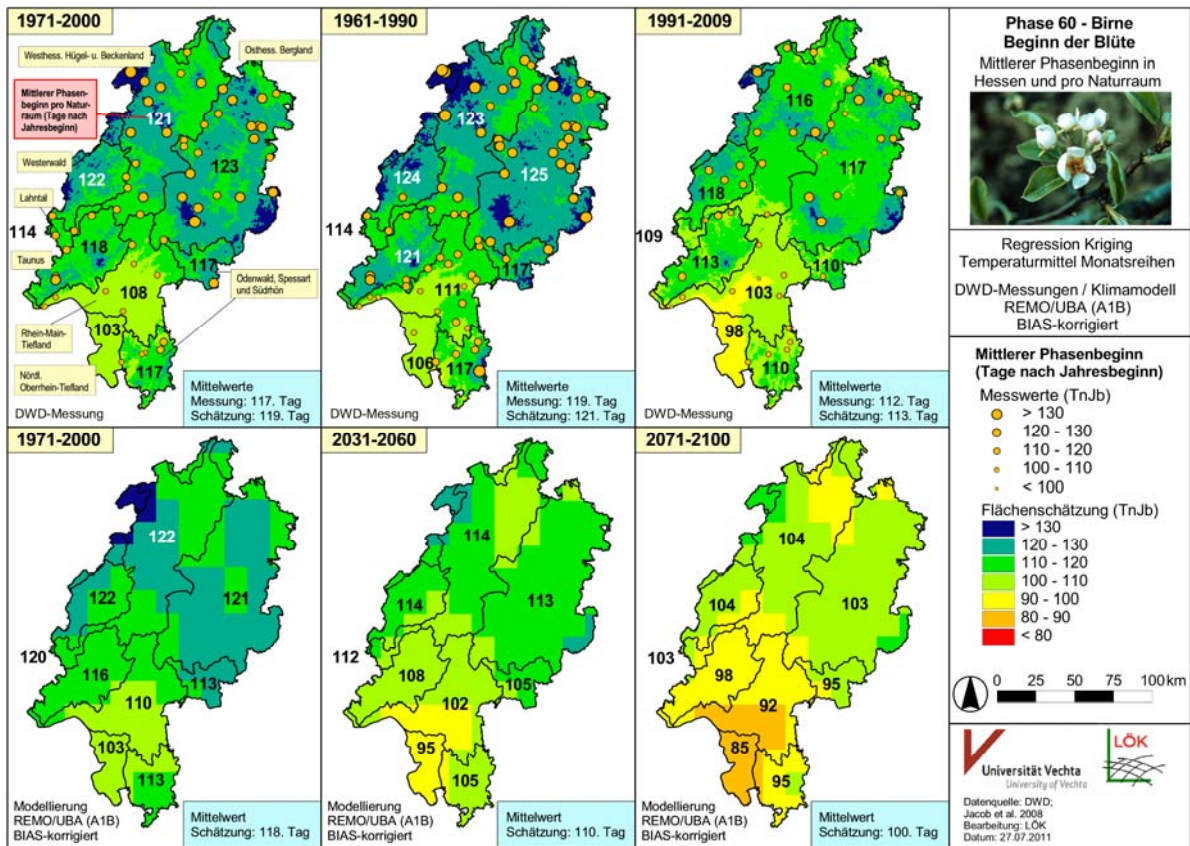 1971-2000
Westhess. Hügel- u. Beckenland
Osthess. Bergland
Mittlerer Phasen-
beginn pro Natur-
raum (Tage nach
Jahresbeginn)
121
123
Westerwald
122
Lahntal
114
118
Taunus
117
Odenwald, Spessart
und Südrhön
108
Rhein-Main-
Tiefland
103
Nördl.
Oberrhein-Tiefland
117
DWD-Messung
Mittelwerte
Messung: 117. Tag
Schätzung: 119. Tag
1961-1990
123
124
125
114
121
117
111
106
117
DWD-Messung
Mittelwerte
Messung: 119. Tag
Schätzung: 121. Tag
1991-2009
116
117
118
109
113
110
103
98
110
Mittelwerte
Messung: 112. Tag
Schätzung: 113. Tag
1971-2000
122
122
121
120
116
113
110
103
113
Modellierung
REMO/UBA (A1B)
BIAS-korrigiert
Mittelwert
Schätzung: 118. Tag
2031-2060
114
114
113
112
108
105
102
95
105
Modellierung
REMO/UBA (A1B)
BIAS-korrigiert
Mittelwert
Schätzung: 110. Tag
2071-2100
104
104
103
103
98
95
92
85
95
Modellierung
REMO/UBA (A1B)
BIAS-korrigiert
Mittelwert
Schätzung: 100. Tag
Phase 60 - Birne
Beginn der Blüte
Mittlerer Phasenbeginn in
Hessen und pro Naturraum
Regression Kriging
Temperaturmittel Monatsreihen
DWD-Messungen / Klimamodell
REMO/UBA (A1B)
BIAS-korrigiert
Mittlerer Phasenbeginn
(Tage nach Jahresbeginn)
Messwerte (TnJb)
> 130
120 - 130
110 - 120
100 - 110
< 100
Flächenschätzung (TnJb)
> 130
120 - 130
110 - 120
100 - 110
90 - 100
80 - 90
< 80
0 25 50 75 100 km
Universität Vechta
University of Vechta
LÖK
Datenquelle: DWD;
Jacob et al. 2008
Bearbeitung: LÖK
Datum: 27.07.2011